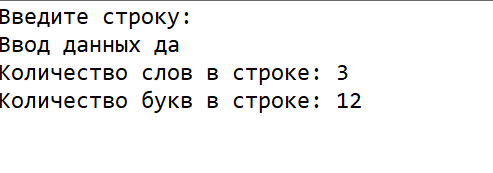 Введите строку:
Ввод данных да
Количество слов в строке: 3
Количество букв в строке: 12